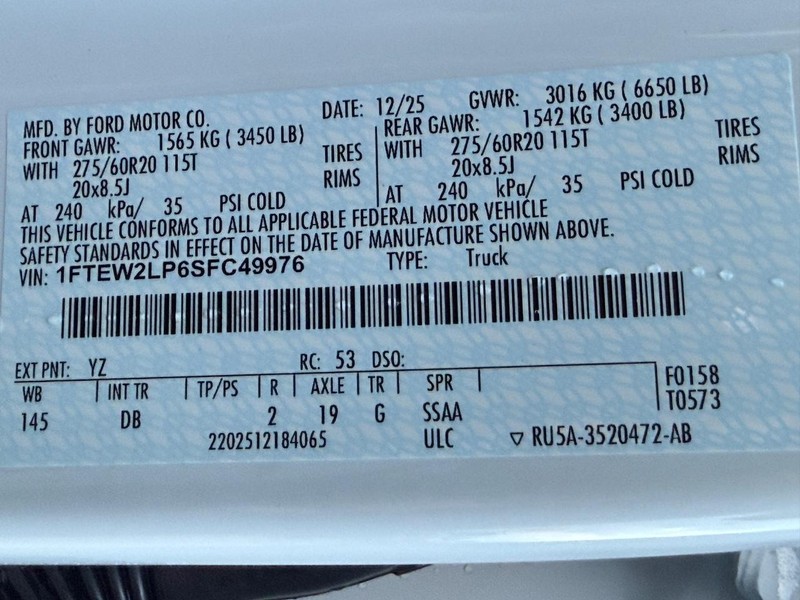 MFD. BY FORD MOTOR CO. DATE: 12/25 GVWR: 3016 KG ( 6650 LB)
FRONT GAWR: 1565 KG ( 3450 LB) REAR GAWR: 1542 KG ( 3400 LB)
WITH 275/60R20 115T TIRES WITH 275/60R20 115T TIRES
20x8.5J RIMS 20x8.5J RIMS
AT 240 kPa/ 35 PSI COLD AT 240 kPa/ 35 PSI COLD
THIS VEHICLE CONFORMS TO ALL APPLICABLE FEDERAL MOTOR VEHICLE
SAFETY STANDARDS IN EFFECT ON THE DATE OF MANUFACTURE SHOWN ABOVE.
VIN: 1FTEW2LP6SFC49976 TYPE: Truck
EXT PNT: YZ RC: 53 DSO:
WB INT TR TP/PS R AXLE TR SPR F0158
145 DB 2 19 G SSAA T0573
2202512184065 ULC ▽ RU5A-3520472-AB